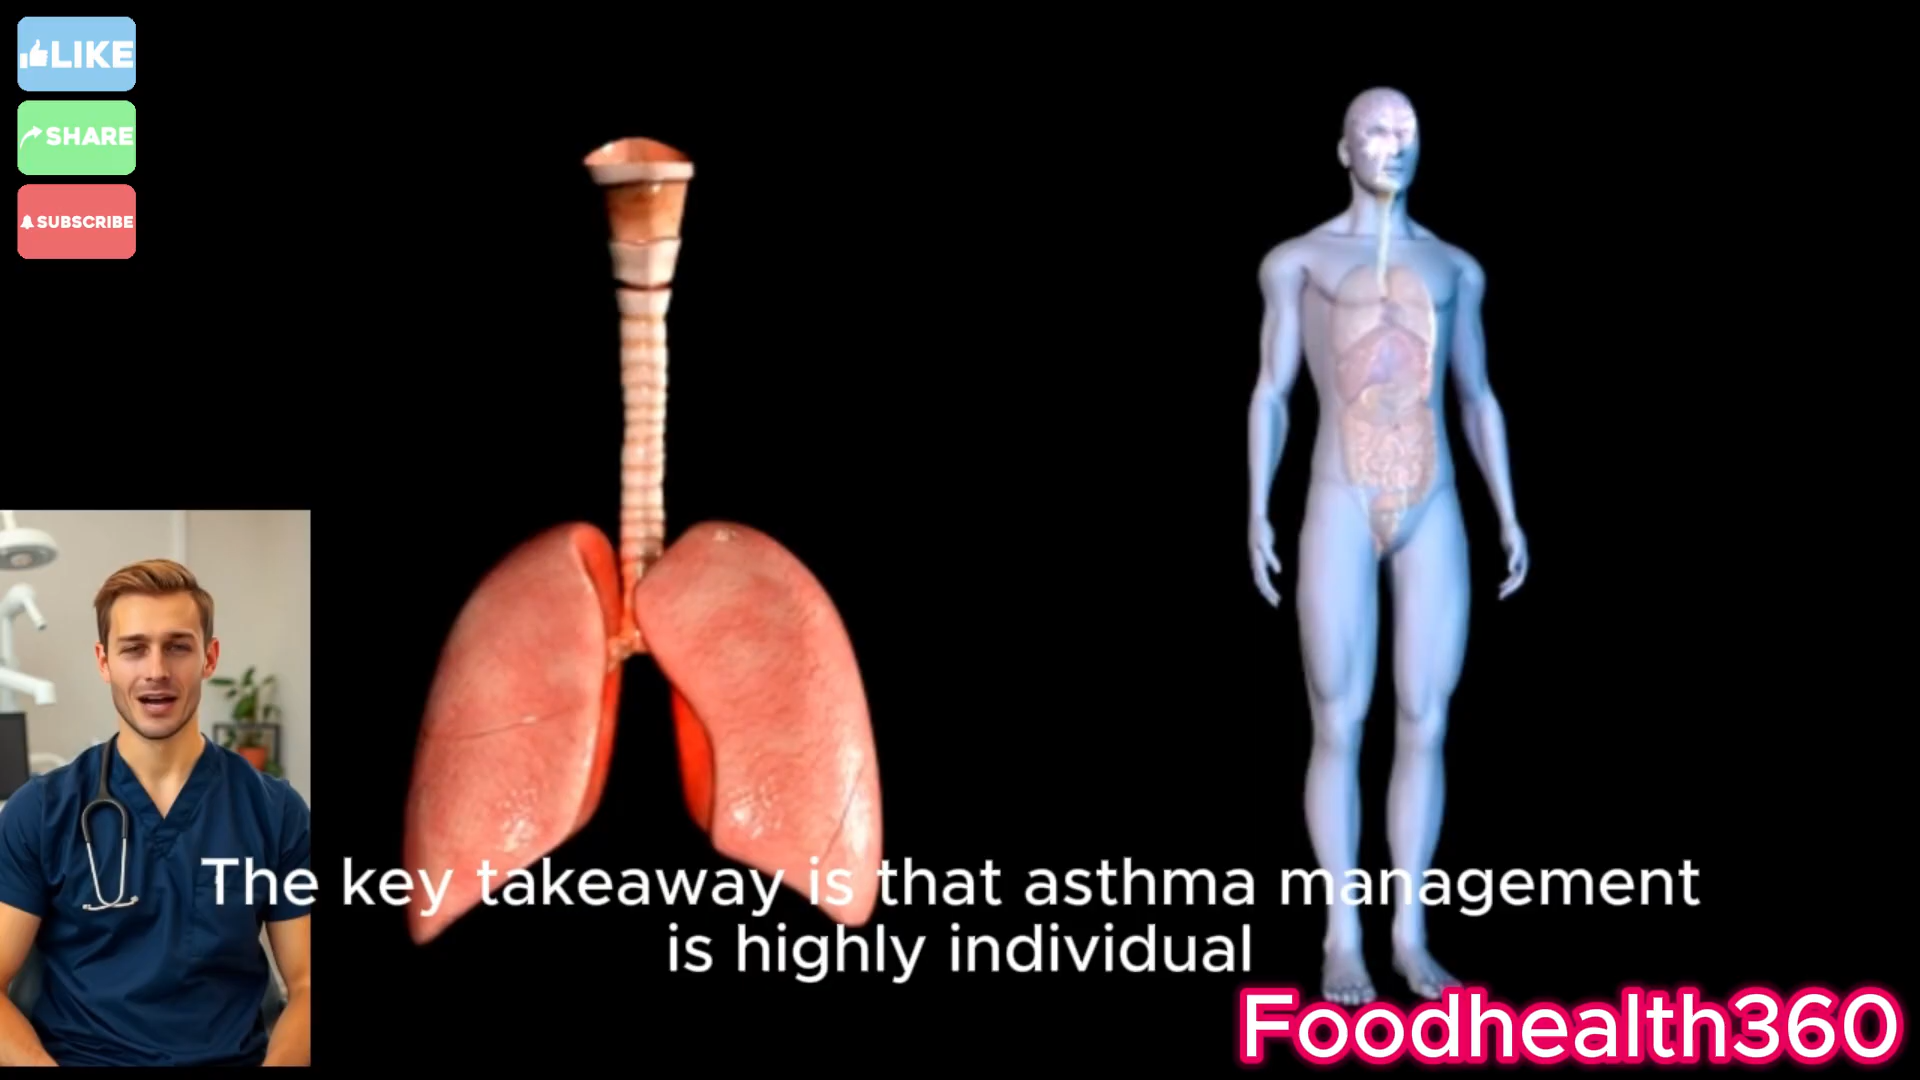 LIKE
SHARE
SUBSCRIBE
The key takeaway is that asthma management
is highly individual
Foodhealth360